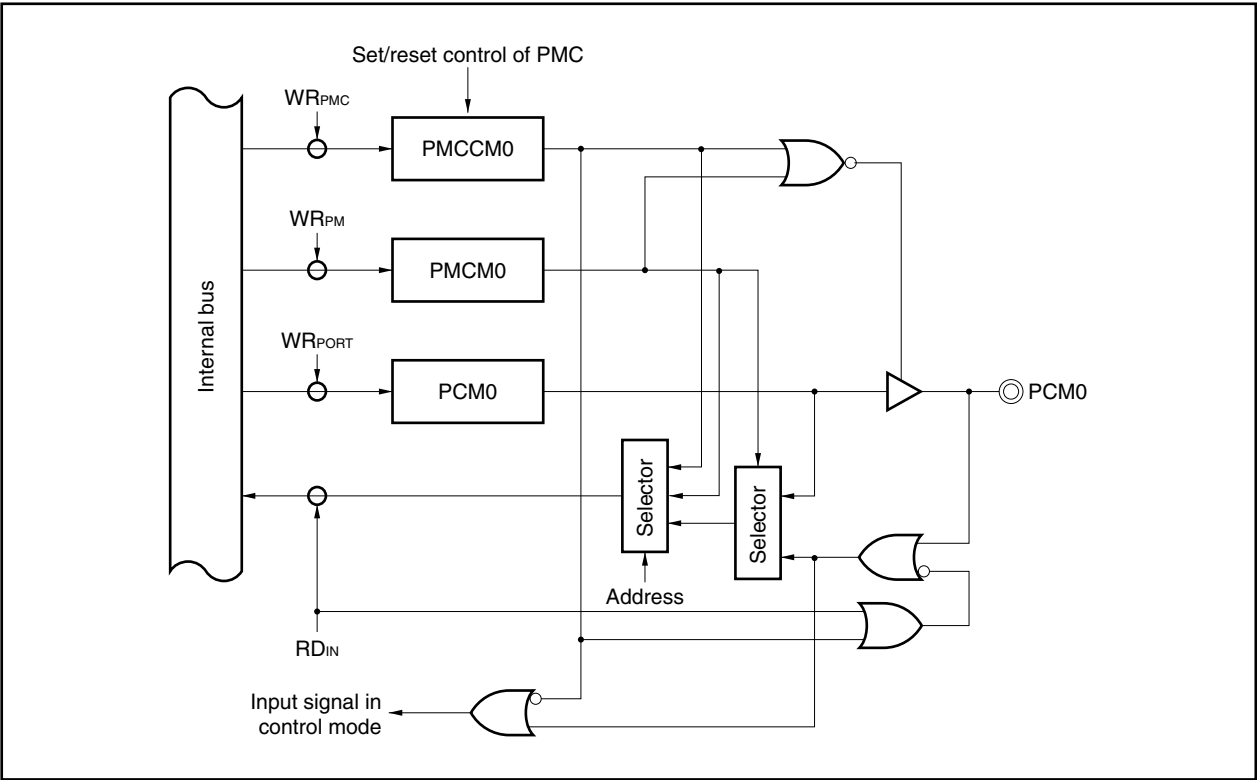 Set/reset control of PMC
WRPMC
PMCCM0
WRPM
PMCM0
Internal bus
WRPORT
PCM0
PCM0
Selector
Selector
Address
RDIN
Input signal in
control mode